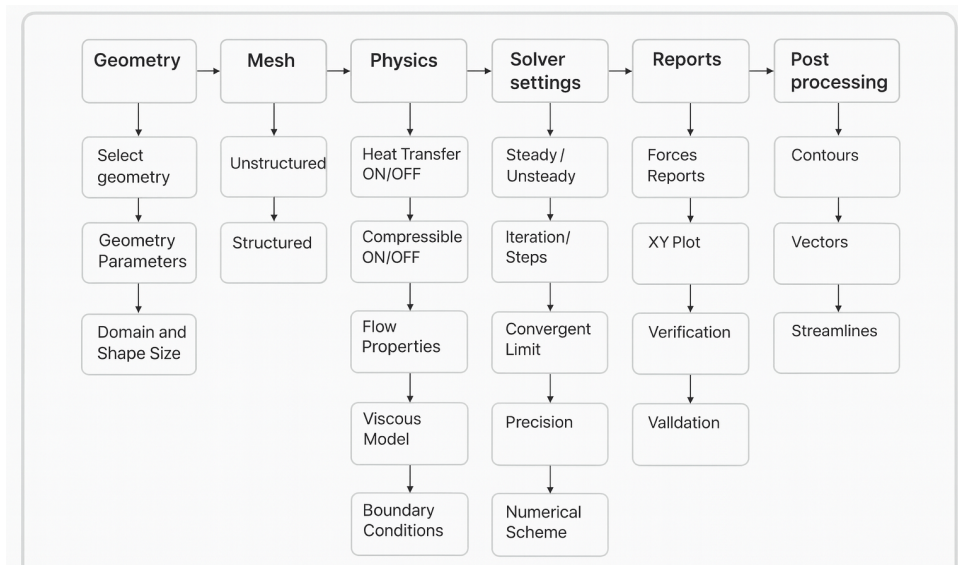 Geometry
Mesh
Physics
Solver
settings
Reports
Post
processing
Select
geometry
Unstructured
Heat Transfer
ON/OFF
Steady/
Unsteady
Forces
Reports
Contours
Geometry
Parameters
Structured
Compressible
ON/OFF
Iteration/
Steps
XY Plot
Vectors
Domain and
Shape Size
Flow
Properties
Convergent
Limit
Verification
Streamlines
Viscous
Model
Precision
Valldation
Boundary
Conditions
Numerical
Scheme